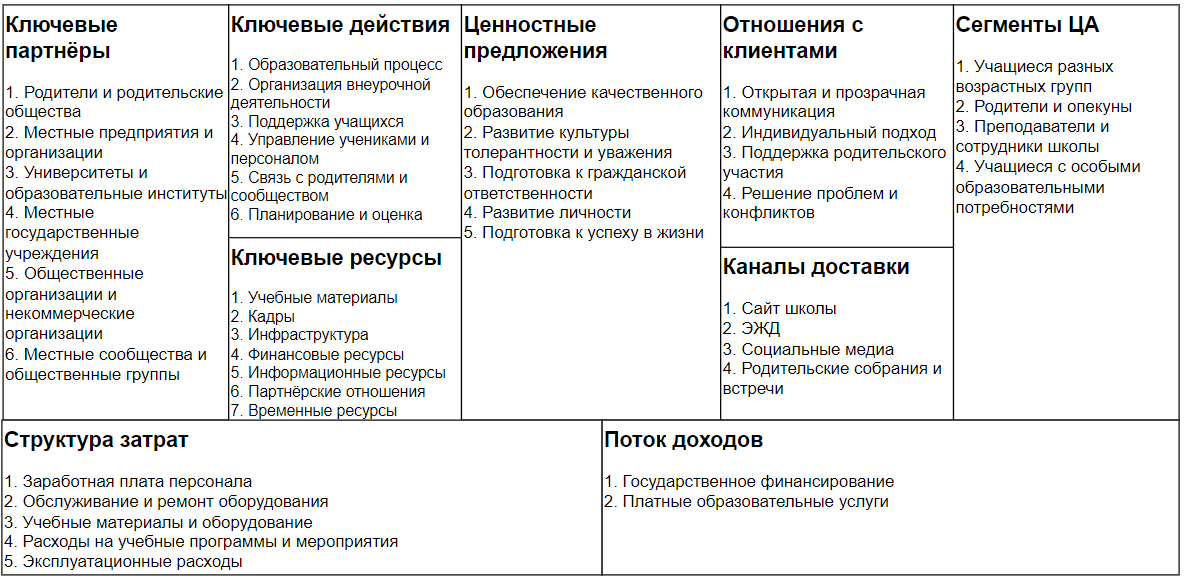 Ключевые
партнёры
1. Родители и родительские
общества
2. Местные предприятия и
организации
3. Университеты и
образовательные институты
4. Местные
государственные
учреждения
5. Общественные
организации и
некоммерческие
организации
6. Местные сообщества и
общественные группы
Ключевые действия
1. Образовательный процесс
2. Организация внеурочной
деятельности
3. Поддержка учащихся
4. Управление учениками и
персоналом
5. Связь с родителями и
сообществом
6. Планирование и оценка
Ключевые ресурсы
1. Учебные материалы
2. Кадры
3. Инфраструктура
4. Финансовые ресурсы
5. Информационные ресурсы
6. Партнёрские отношения
7. Временные ресурсы
Ценностные
предложения
1. Обеспечение качественного
образования
2. Развитие культуры
толерантности и уважения
3. Подготовка к гражданской
ответственности
4. Развитие личности
5. Подготовка к успеху в жизни
Отношения с
клиентами
1. Открытая и прозрачная
коммуникация
2. Индивидуальный подход
3. Поддержка родительского
участия
4. Решение проблем и
конфликтов
Каналы доставки
1. Сайт школы
2. ЭЖД
3. Социальные медиа
4. Родительские собрания и
встречи
Сегменты ЦА
1. Учащиеся разных
возрастных групп
2. Родители и опекуны
3. Преподаватели и
сотрудники школы
4. Учащиеся с особыми
образовательными
потребностями
Структура затрат
1. Заработная плата персонала
2. Обслуживание и ремонт оборудования
3. Учебные материалы и оборудование
4. Расходы на учебные программы и мероприятия
5. Эксплуатационные расходы
Поток доходов
1. Государственное финансирование
2. Платные образовательные услуги